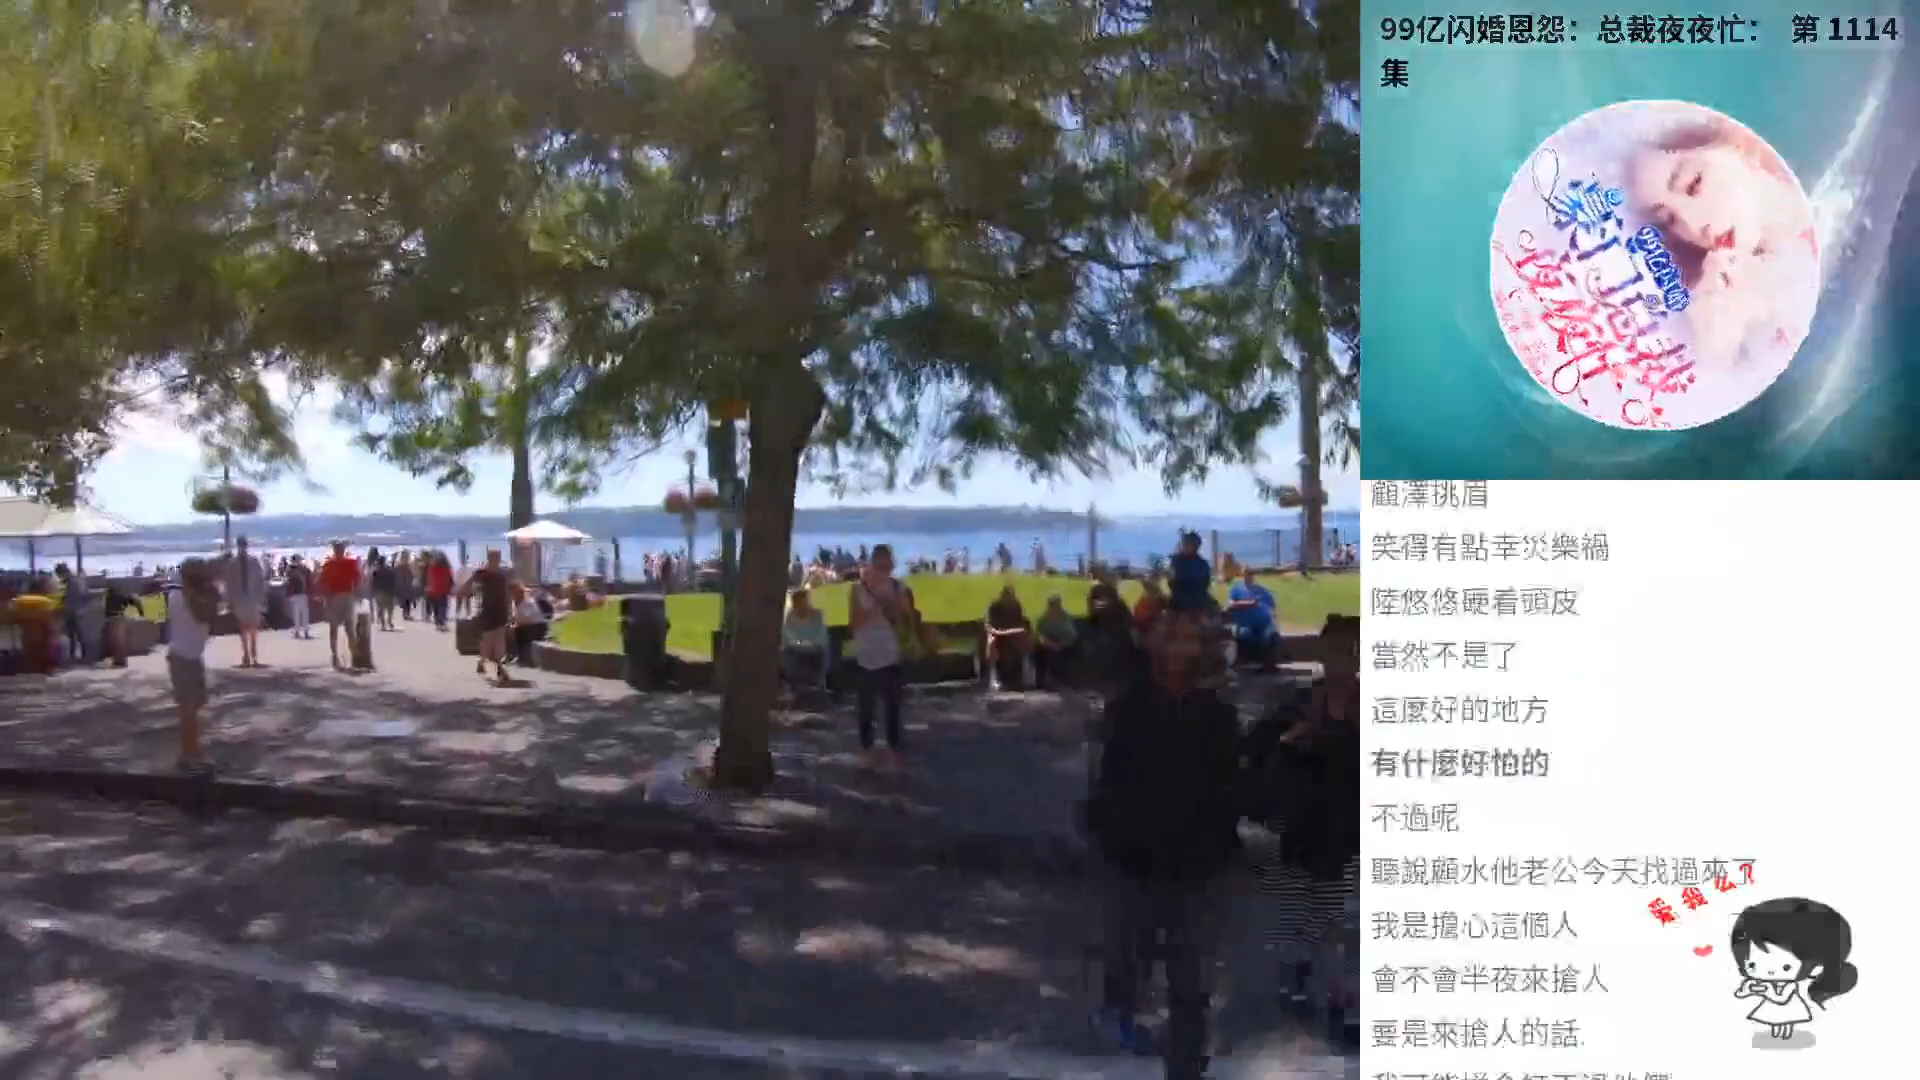 99亿闪婚恩怨：总裁夜夜忙： 第 1114
集
顧澤挑眉
笑得有點幸災樂禍
陸悠悠硬着頭皮
當然不是了
這麼好的地方
有什麼好怕的
不過呢
聽說顧水他老公今天找過來了
愛我么？
我是擔心這個人
會不會半夜來搶人
要是來搶人的話